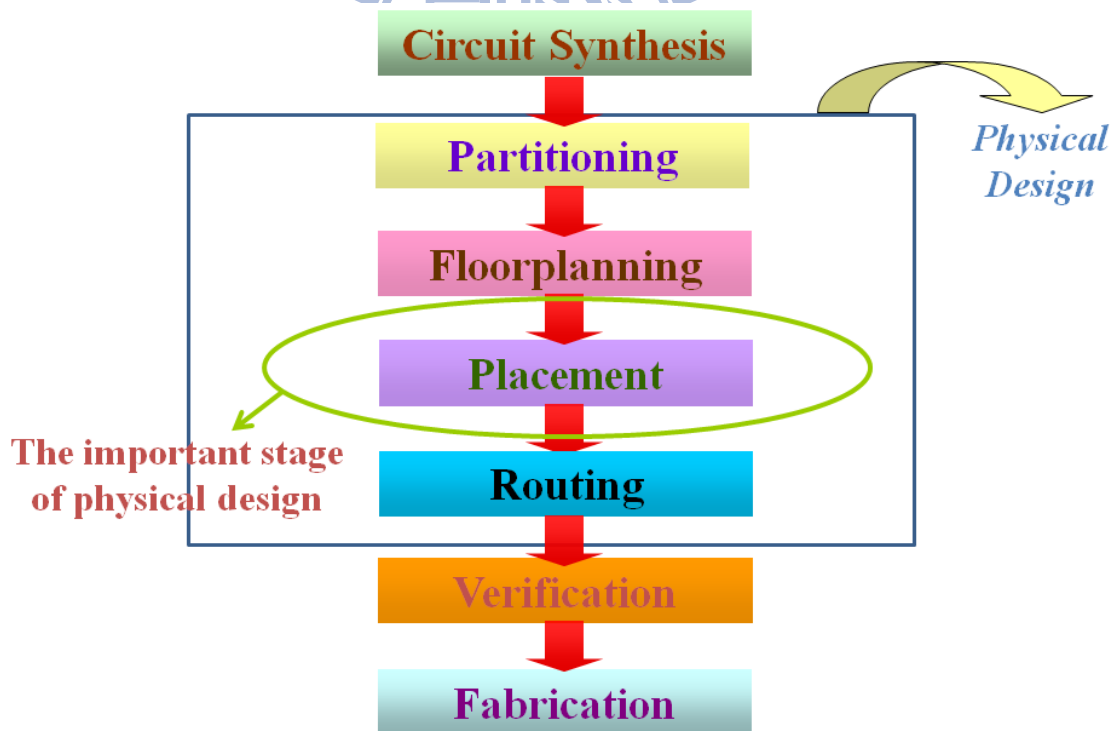 Circuit Synthesis
Partitioning
Physical
Design
Floorplanning
Placement
The important stage
of physical design
Routing
Verification
Fabrication